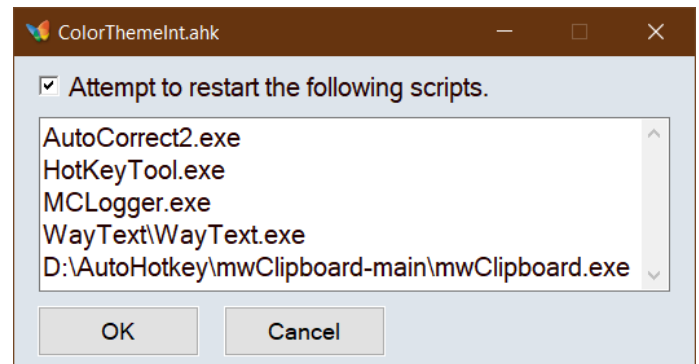 ColorThemeInt.ahk
Attempt to restart the following scripts.
AutoCorrect2.exe
HotKeyTool.exe
MCLogger.exe
WayText\WayText.exe
D:\AutoHotkey\mwClipboard-main\mwClipboard.exe
OK Cancel